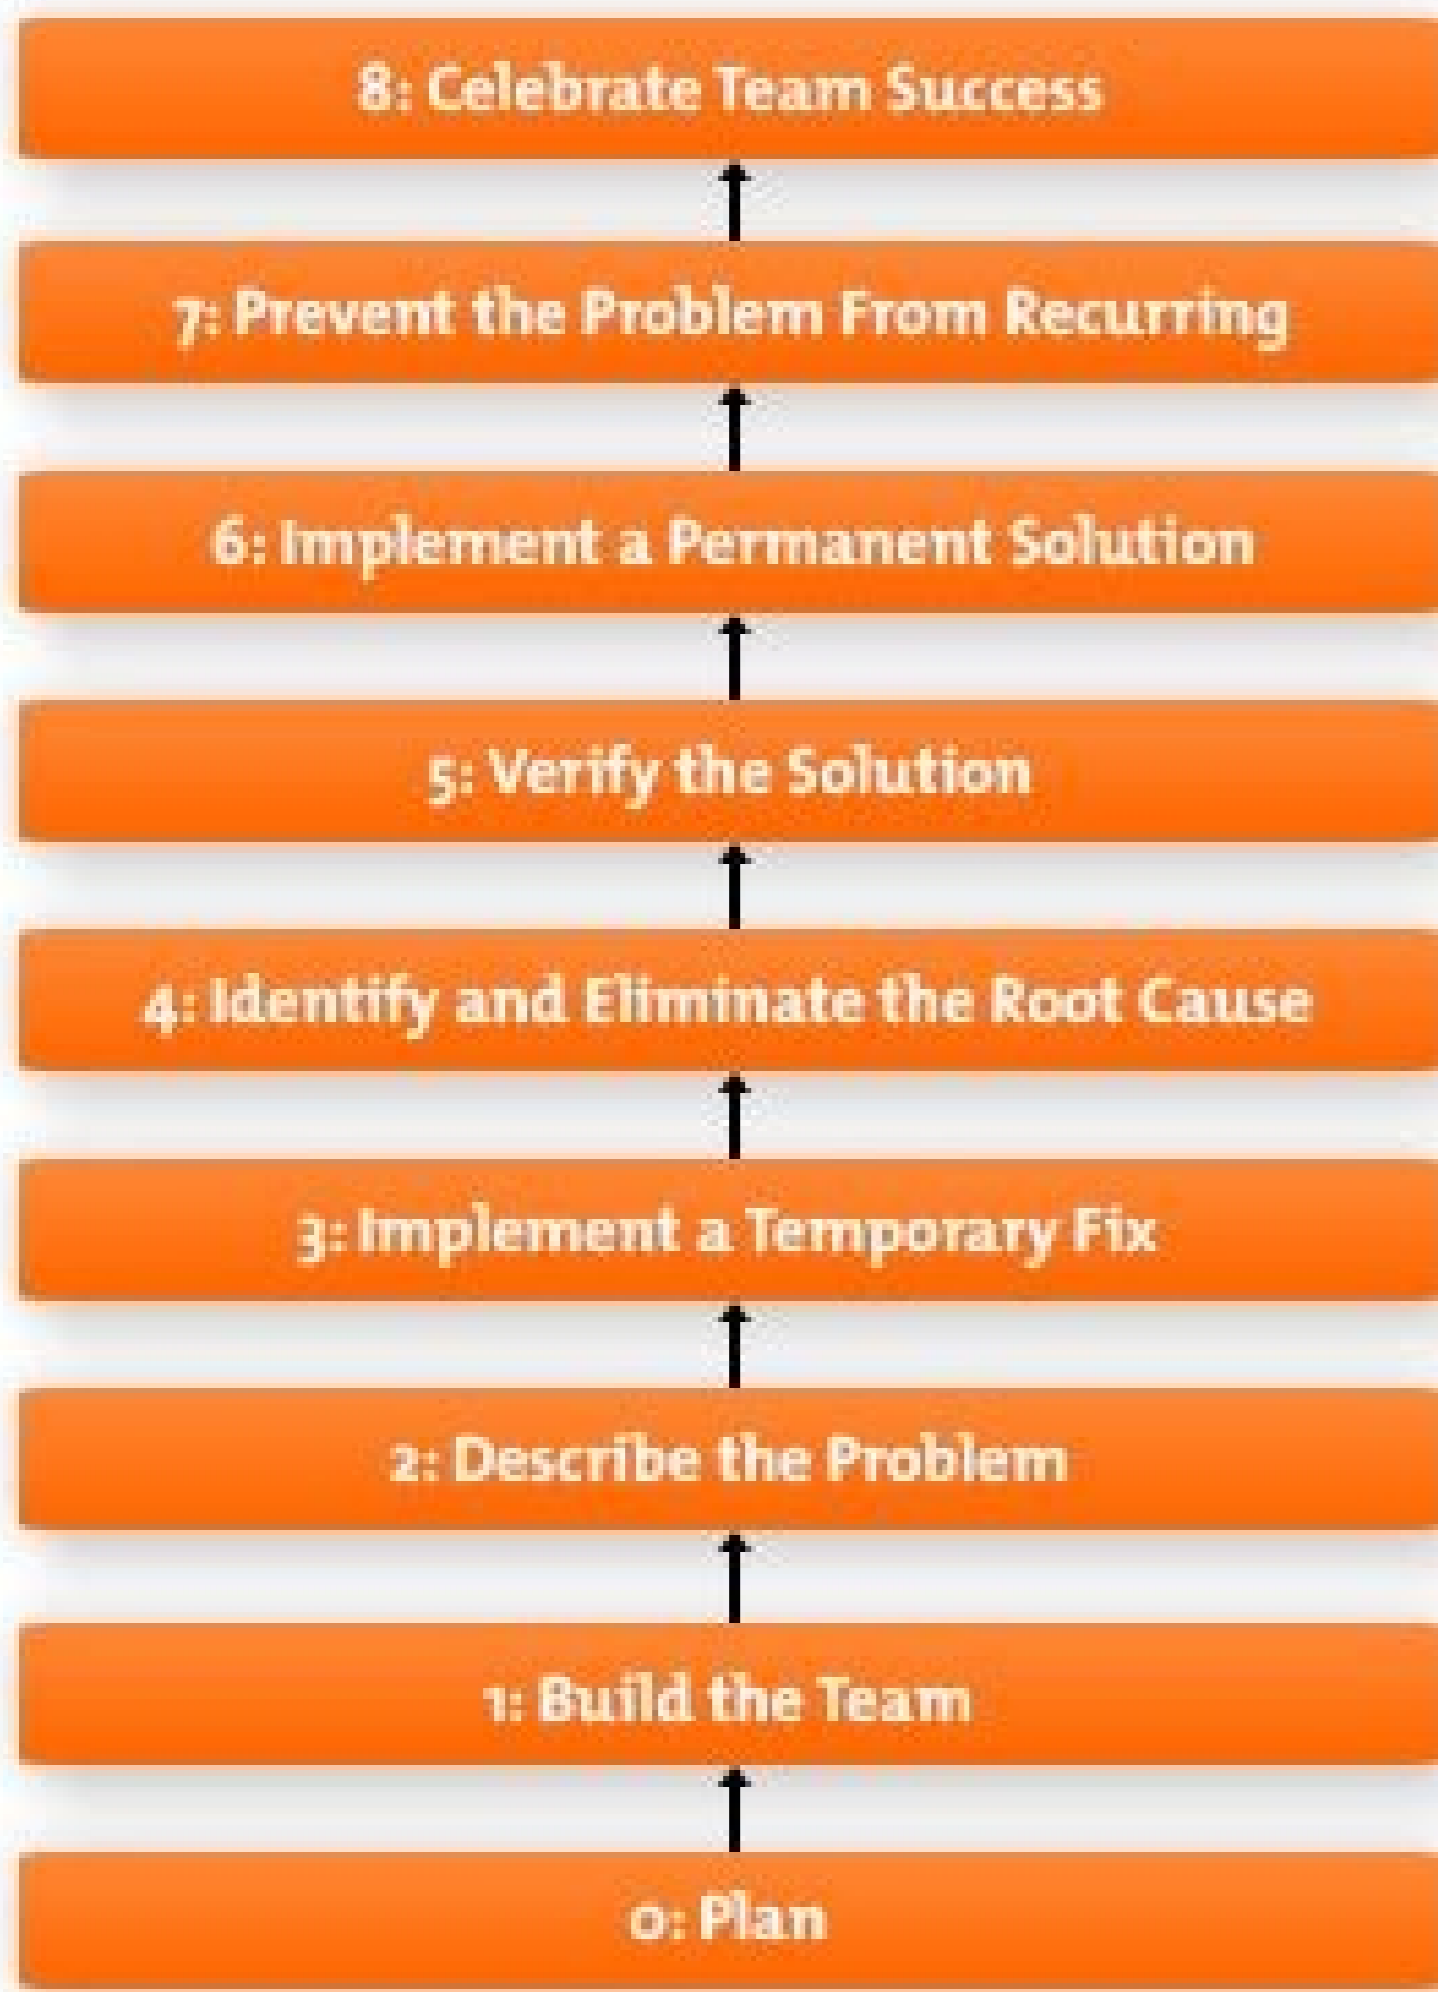 8: Celebrate Team Success
7: Prevent the Problem From Recurring
6: Implement a Permanent Solution
5: Verify the Solution
4: Identify and Eliminate the Root Cause
3: Implement a Temporary Fix
2: Describe the Problem
1: Build the Team
0: Plan